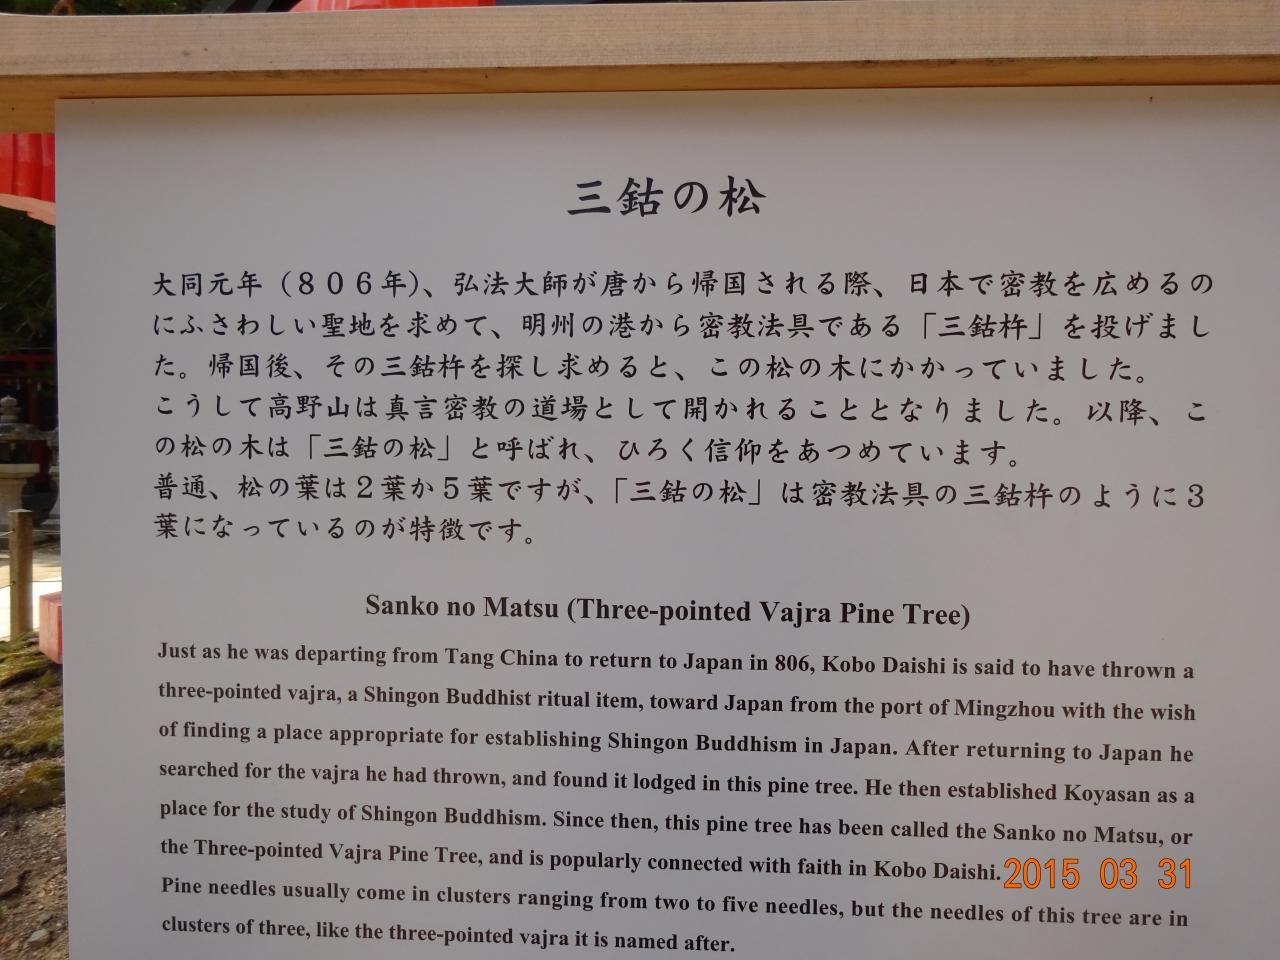 三鈷の松
大同元年（８０６年）、弘法大師が唐から帰国される際、日本で密教を広めるの
にふさわしい聖地を求めて、明州の港から密教法具である「三鈷杵」を投げまし
た。帰国後、その三鈷杵を探し求めると、この松の木にかかっていました。
こうして高野山は真言密教の道場として開かれることとなりました。以降、こ
の松の木は「三鈷の松」と呼ばれ、ひろく信仰をあつめています。
普通、松の葉は２葉か５葉ですが、「三鈷の松」は密教法具の三鈷杵のように３
葉になっているのが特徴です。
Sanko no Matsu (Three-pointed Vajra Pine Tree)
Just as he was departing from Tang China to return to Japan in 806, Kobo Daishi is said to have thrown a
three-pointed vajra, a Shingon Buddhist ritual item, toward Japan from the port of Mingzhou with the wish
of finding a place appropriate for establishing Shingon Buddhism in Japan. After returning to Japan he
searched for the vajra he had thrown, and found it lodged in this pine tree. He then established Koyasan as a
place for the study of Shingon Buddhism. Since then, this pine tree has been called the Sanko no Matsu, or
the Three-pointed Vajra Pine Tree, and is popularly connected with faith in Kobo Daishi.
Pine needles usually come in clusters ranging from two to five needles, but the needles of this tree are in
clusters of three, like the three-pointed vajra it is named after.
2015 03 31